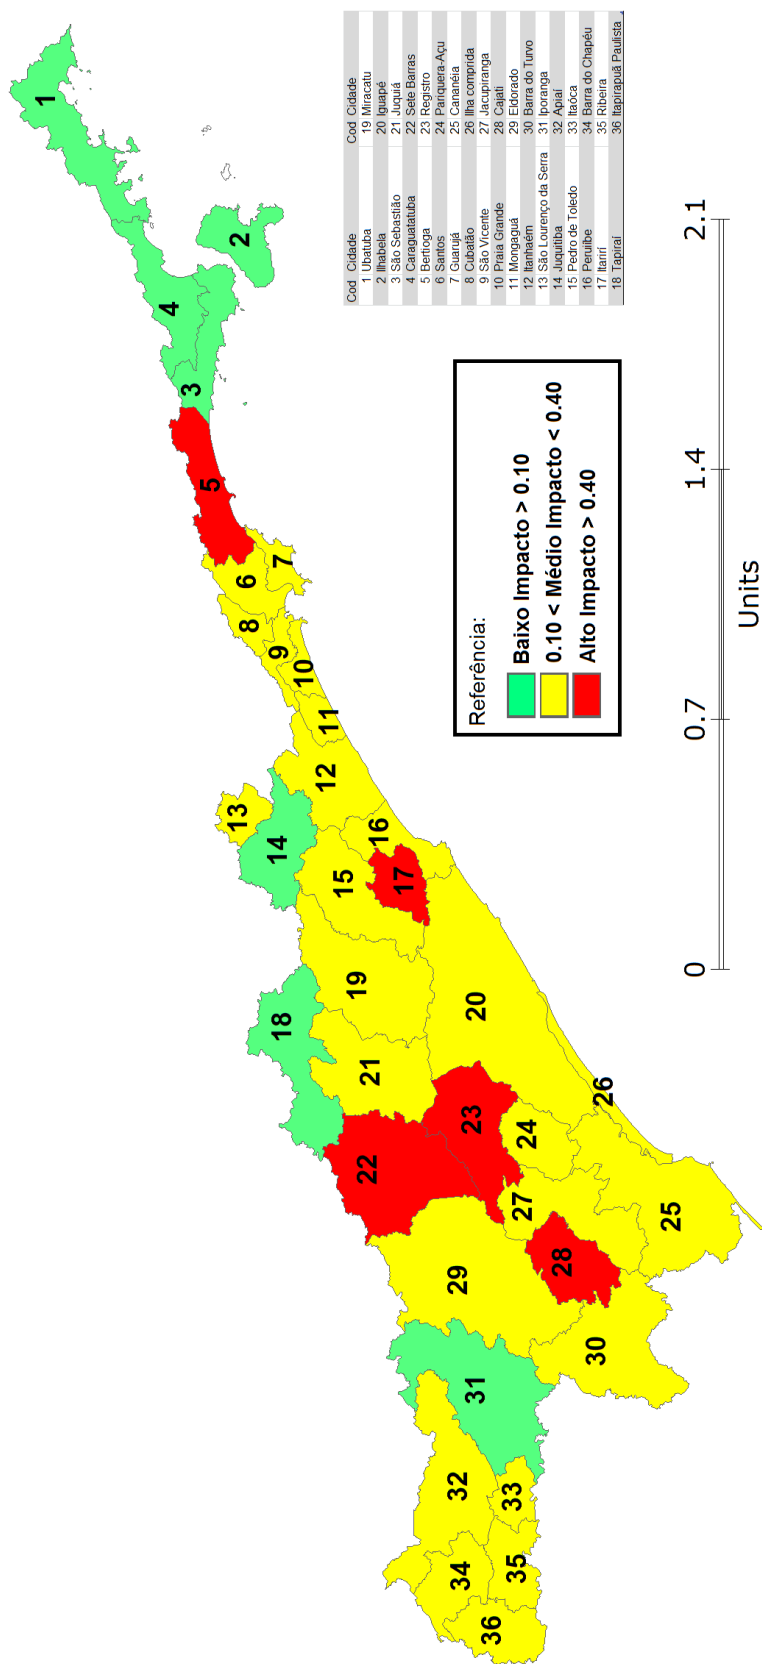 1
2
3
4
5
6
7
8
9
10
11
12
13
14
15
16
17
18
19
20
21
22
23
24
25
26
27
28
29
30
31
32
33
34
35
36
Cod Cidade Cod Cidade
1 Ubatuba 19 Miracatu
2 Ilhabela 20 Iguapé
3 São Sebastião 21 Juquiá
4 Caraguatatuba 22 Sete Barras
5 Bertioga 23 Registro
6 Santos 24 Pariquera-Açu
7 Guarujá 25 Cananéia
8 Cubatão 26 Ilha comprida
9 São Vicente 27 Jacupiranga
10 Praia Grande 28 Cajati
11 Mongaguá 29 Eldorado
12 Itanhaém 30 Barra do Turvo
13 São Lourenço da Serra 31 Iporanga
14 Juquitiba 32 Apiaí
15 Pedro de Toledo 33 Itaóca
16 Peruíbe 34 Barra do Chapéu
17 Itarirí 35 Ribeira
18 Tapiraí 36 Itapirapuã Paulista
Referência:
Baixo Impacto > 0.10
0.10 < Médio Impacto < 0.40
Alto Impacto > 0.40
0 0.7 1.4 2.1
Units